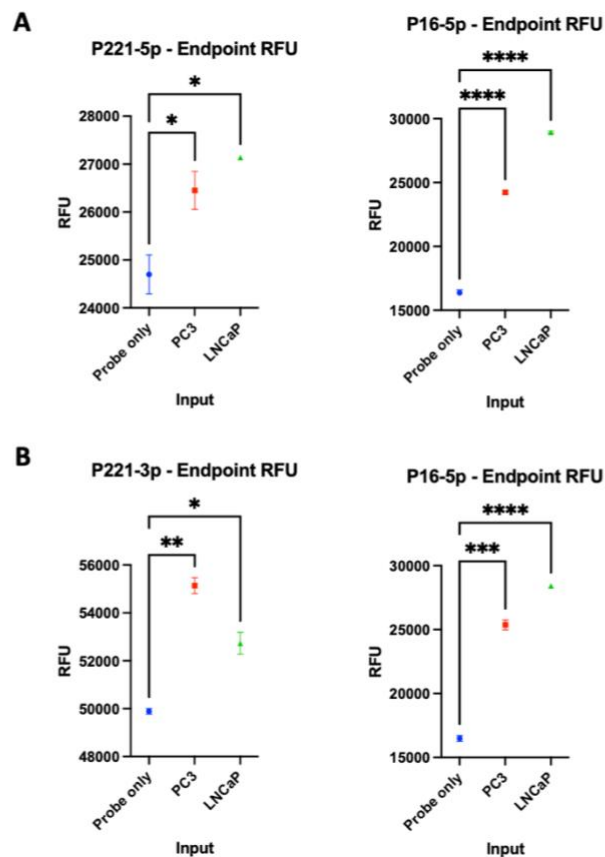 A
P221-5p - Endpoint RFU
*
*
28000
27000
26000
25000
24000
RFU
Probe only
PC3
LNCaP
Input
P16-5p - Endpoint RFU
****
****
30000
25000
20000
15000
RFU
Probe only
PC3
LNCaP
Input
B
P221-3p - Endpoint RFU
*
**
56000
54000
52000
50000
48000
RFU
Probe only
PC3
LNCaP
Input
P16-5p - Endpoint RFU
****
***
30000
25000
20000
15000
RFU
Probe only
PC3
LNCaP
Input